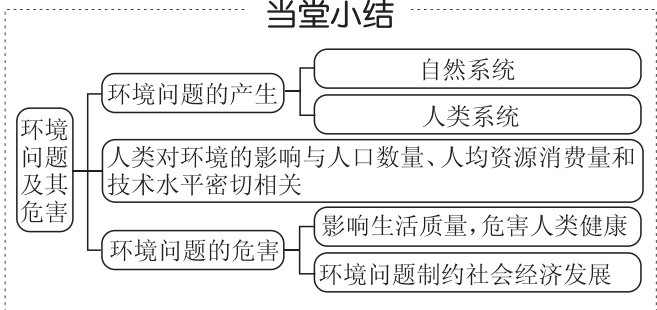 当堂小结
环境
问题
及其
危害
环境问题的产生
自然系统
人类系统
人类对环境的影响与人口数量、人均资源消费量和
技术水平密切相关
环境问题的危害
影响生活质量,危害人类健康
环境问题制约社会经济发展